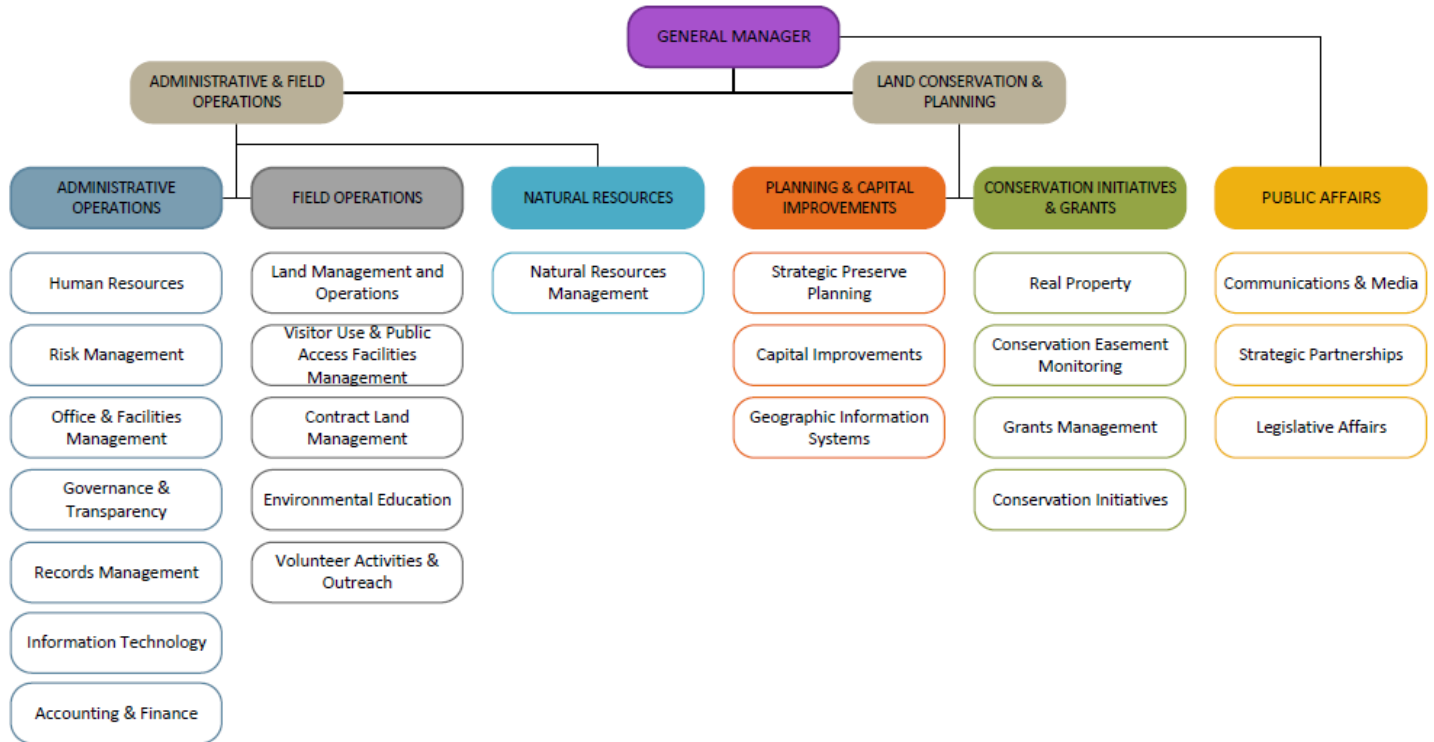 GENERAL MANAGER
ADMINISTRATIVE & FIELD
OPERATIONS
LAND CONSERVATION &
PLANNING
ADMINISTRATIVE
OPERATIONS
FIELD OPERATIONS
NATURAL RESOURCES
PLANNING & CAPITAL
IMPROVEMENTS
CONSERVATION INITIATIVES
& GRANTS
PUBLIC AFFAIRS
Human Resources
Risk Management
Office & Facilities
Management
Governance &
Transparency
Records Management
Information Technology
Accounting & Finance
Land Management and
Operations
Visitor Use & Public
Access Facilities
Management
Contract Land
Management
Environmental Education
Volunteer Activities &
Outreach
Natural Resources
Management
Strategic Preserve
Planning
Capital Improvements
Geographic Information
Systems
Real Property
Conservation Easement
Monitoring
Grants Management
Conservation Initiatives
Communications & Media
Strategic Partnerships
Legislative Affairs